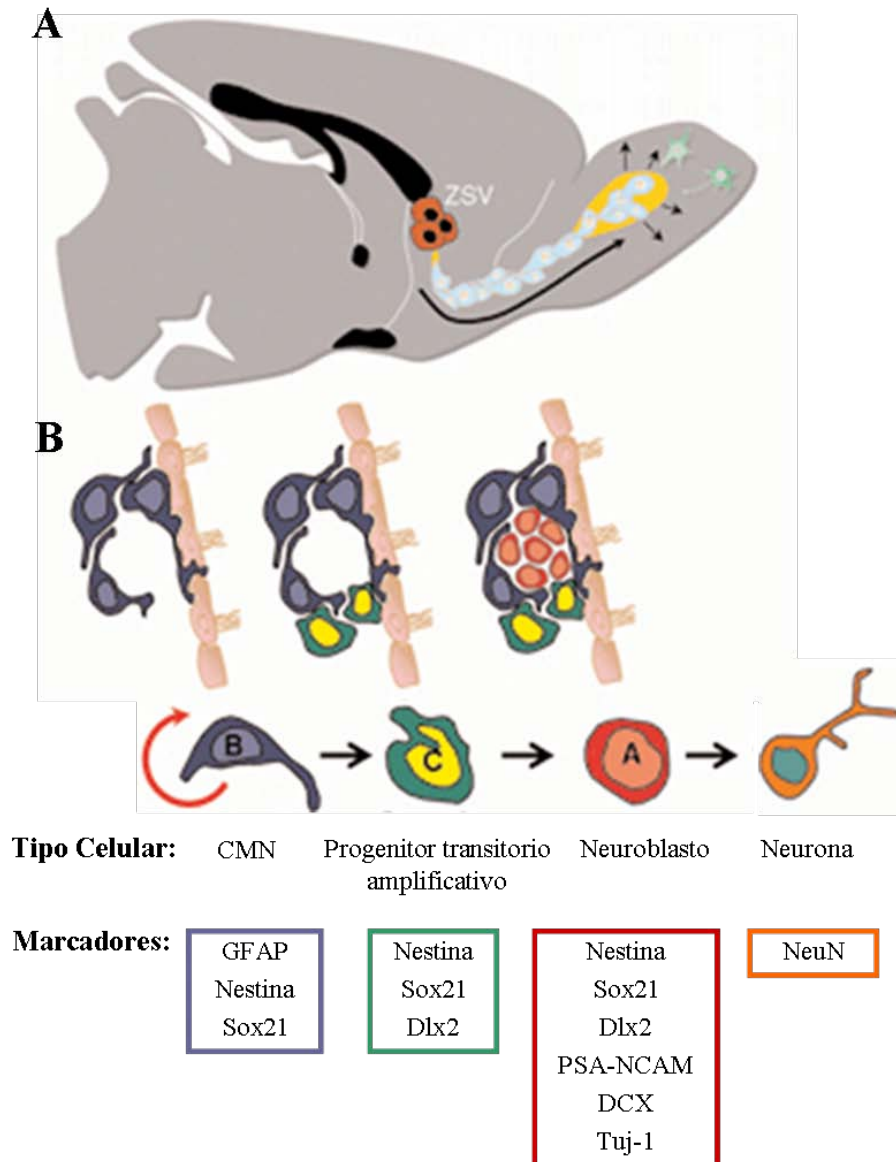 A
ZSV
B
B
C
A
Tipo Celular:
CMN
Progenitor transitorio
amplificativo
Neuroblasto
Neurona
Marcadores:
GFAP
Nestina
Sox21
Nestina
Sox21
Dlx2
Nestina
Sox21
Dlx2
PSA-NCAM
DCX
Tuj-1
NeuN